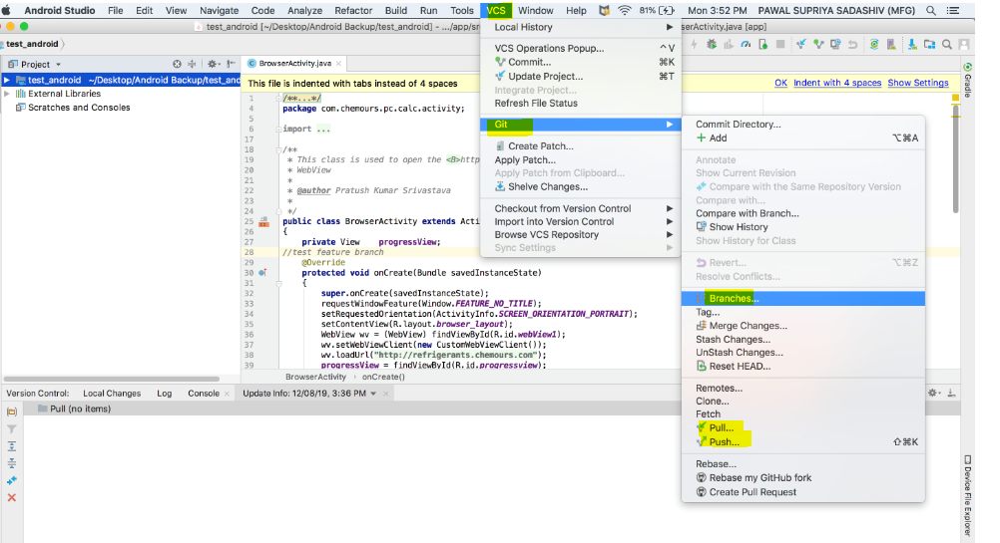 Android Studio File Edit View Navigate Code Analyze Refactor Build Run Tools VCS Window Help 81% Mon 3:52 PM PAWAL SUPRIYA SADASHIV (MFG)
test_android [~/Desktop/Android Backup/test_android] - .../app/sr
serActivity.java [app]
test_android
Project
BrowserActivity.java
test_android ~/Desktop/Android Backup/test_and
External Libraries
Scratches and Consoles
This file is indented with tabs instead of 4 spaces
OK Indent with 4 spaces Show Settings
1 /**...*/
4 package com.chemours.pc.calc.activity;
5
6 import ...
17
18 /**
19 * This class is used to open the <B>http
20 * WebView
21 *
22 * @author Pratush Kumar Srivastava
23 *
24 */
25 public class BrowserActivity extends Acti
26 {
27 private View progressView;
28 //test feature branch
29 @Override
30 protected void onCreate(Bundle savedInstanceState)
31 {
32 super.onCreate(savedInstanceState);
33 requestWindowFeature(Window.FEATURE_NO_TITLE);
34 setRequestedOrientation(ActivityInfo.SCREEN_ORIENTATION_PORTRAIT);
35 setContentView(R.layout.browser_layout);
36 WebView wv = (WebView) findViewById(R.id.webView1);
37 wv.setWebViewClient(new CustomWebViewClient());
38 wv.loadUrl("http://refrigerants.chemours.com");
39 progressView = findViewById(R.id.progressview);
BrowserActivity › onCreate()
Local History
VCS Operations Popup... ^V
Commit... ⌘K
Update Project... ⌘T
Integrate Project...
Refresh File Status
Git
Create Patch...
Apply Patch...
Apply Patch from Clipboard...
Shelve Changes...
Checkout from Version Control
Import into Version Control
Browse VCS Repository
Sync Settings
Commit Directory...
Add ⌥⌘A
Annotate
Show Current Revision
Compare with the Same Repository Version
Compare with...
Compare with Branch...
Show History
Show History for Class
Revert... ⌥⌘Z
Resolve Conflicts...
Branches...
Tag...
Merge Changes...
Stash Changes...
UnStash Changes...
Reset HEAD...
Remotes...
Clone...
Fetch
Pull...
Push... ⇧⌘K
Rebase...
Rebase my GitHub fork
Create Pull Request
Version Control: Local Changes Log Console Update Info: 12/08/19, 3:36 PM
Pull (no items)
Gradle
Device File Explorer